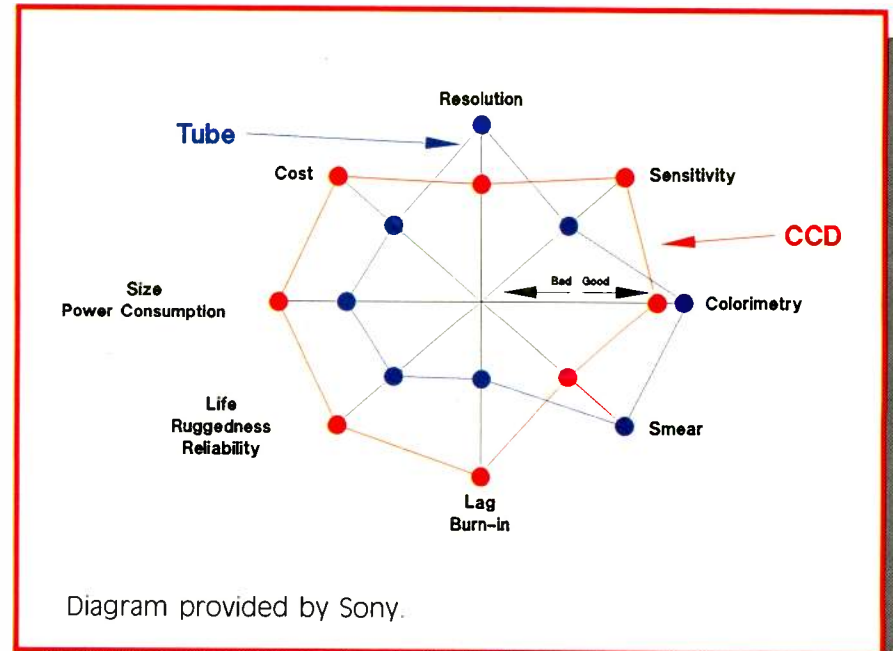 Resolution
Tube
Cost
Sensitivity
CCD
Bad Good
Size
Power Consumption
Colorimetry
Life
Ruggedness
Reliability
Smear
Lag
Burn-in
Diagram provided by Sony.